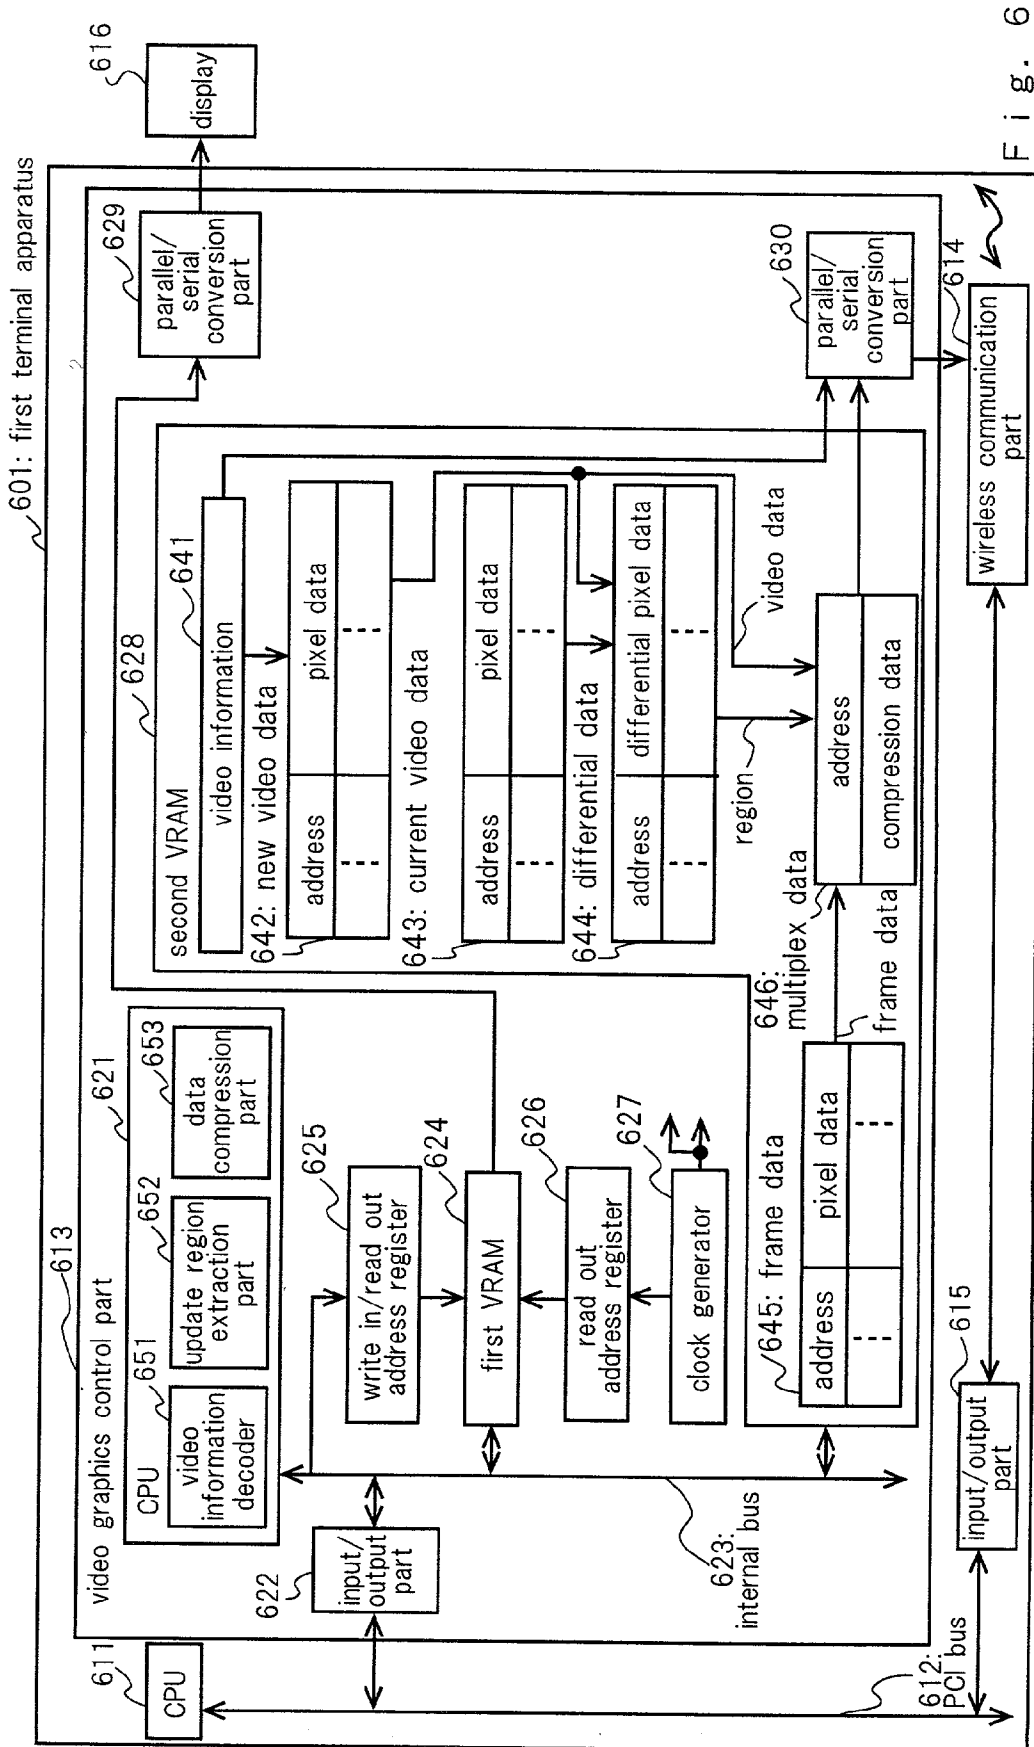 601: first terminal apparatus
611
CPU
612:
PCI bus
613
video graphics control part
621
CPU
651
video
information
decoder
652
update region
extraction
part
653
data
compression
part
622
input/
output
part
623:
internal bus
625
write in/read out
address register
624
first VRAM
626
read out
address register
627
clock generator
628
second VRAM
641
video information
642: new video data
address
pixel data
643: current video data
address
pixel data
644: differential data
address
differential pixel data
region
video data
645: frame data
address
pixel data
frame data
646:
multiplex data
address
compression data
629
parallel/
serial
conversion
part
616
display
630
parallel/
serial
conversion
part
614
wireless communication
part
615
input/output
part
Fig. 6